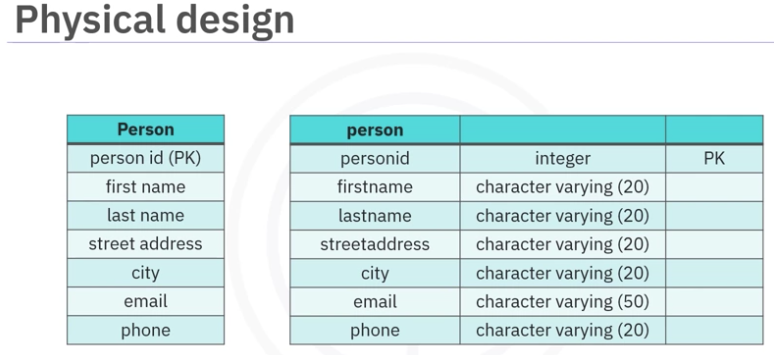 Physical design
Person
person id (PK)
first name
last name
street address
city
email
phone
person
personid integer PK
firstname character varying (20)
lastname character varying (20)
streetaddress character varying (20)
city character varying (20)
email character varying (50)
phone character varying (20)